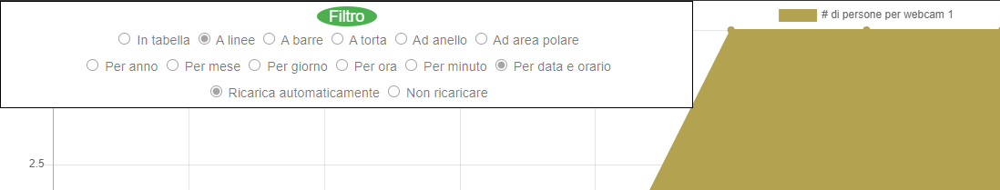 Filtro
In tabella A linee A barre A torta Ad anello Ad area polare
Per anno Per mese Per giorno Per ora Per minuto Per data e orario
Ricarica automaticamente Non ricaricare
# di persone per webcam 1
2.5